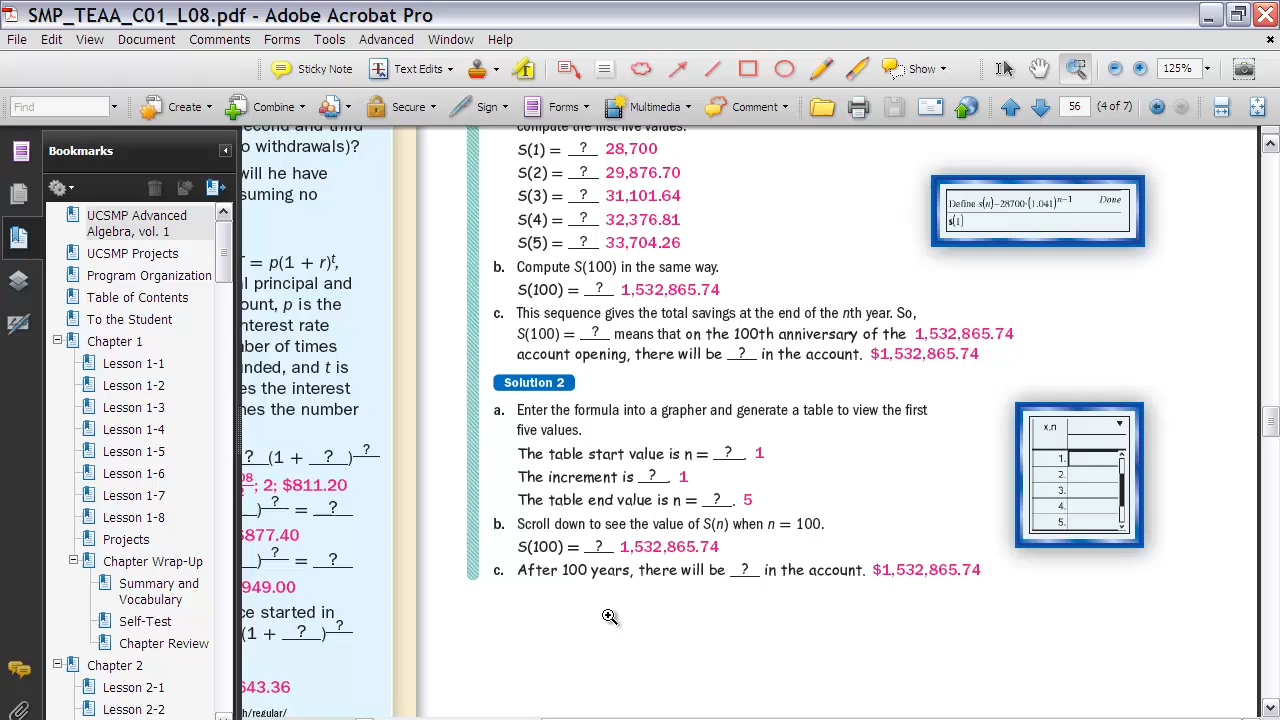 SMP_TEAA_C01_L08.pdf - Adobe Acrobat Pro
File Edit View Document Comments Forms Tools Advanced Window Help
Sticky Note Text Edits Show 125%
Find Create Combine Secure Sign Forms Multimedia Comment 56 (4 of 7)
Bookmarks
UCSMP Advanced
Algebra, vol. 1
UCSMP Projects
Program Organization
Table of Contents
To the Student
Chapter 1
Lesson 1-1
Lesson 1-2
Lesson 1-3
Lesson 1-4
Lesson 1-5
Lesson 1-6
Lesson 1-7
Lesson 1-8
Projects
Chapter Wrap-Up
Summary and
Vocabulary
Self-Test
Chapter Review
Chapter 2
Lesson 2-1
Lesson 2-2
second and third
o withdrawals)?
will he have
suming no
= p(1 + r)^t,
al principal and
ount, p is the
nterest rate
mber of times
unded, and t is
es the interest
mes the number
? (1 + ? )^?
; 2; $811.20
)^? = ?
$877.40
)^? = ?
949.00
ce started in
(1 + ? )^?
643.36
h/regular/
compute the first five values.
S(1) = ? 28,700
S(2) = ? 29,876.70
S(3) = ? 31,101.64
S(4) = ? 32,376.81
S(5) = ? 33,704.26
b. Compute S(100) in the same way.
S(100) = ? 1,532,865.74
c. This sequence gives the total savings at the end of the nth year. So,
S(100) = ? means that on the 100th anniversary of the 1,532,865.74
account opening, there will be ? in the account. $1,532,865.74
Solution 2
a. Enter the formula into a grapher and generate a table to view the first
five values.
The table start value is n = ? . 1
The increment is ? . 1
The table end value is n = ? . 5
b. Scroll down to see the value of S(n) when n = 100.
S(100) = ? 1,532,865.74
c. After 100 years, there will be ? in the account. $1,532,865.74
Define s(n)=28700·(1.041)^n−1 Done
s(1)
x,n
1.
2.
3.
4.
5.